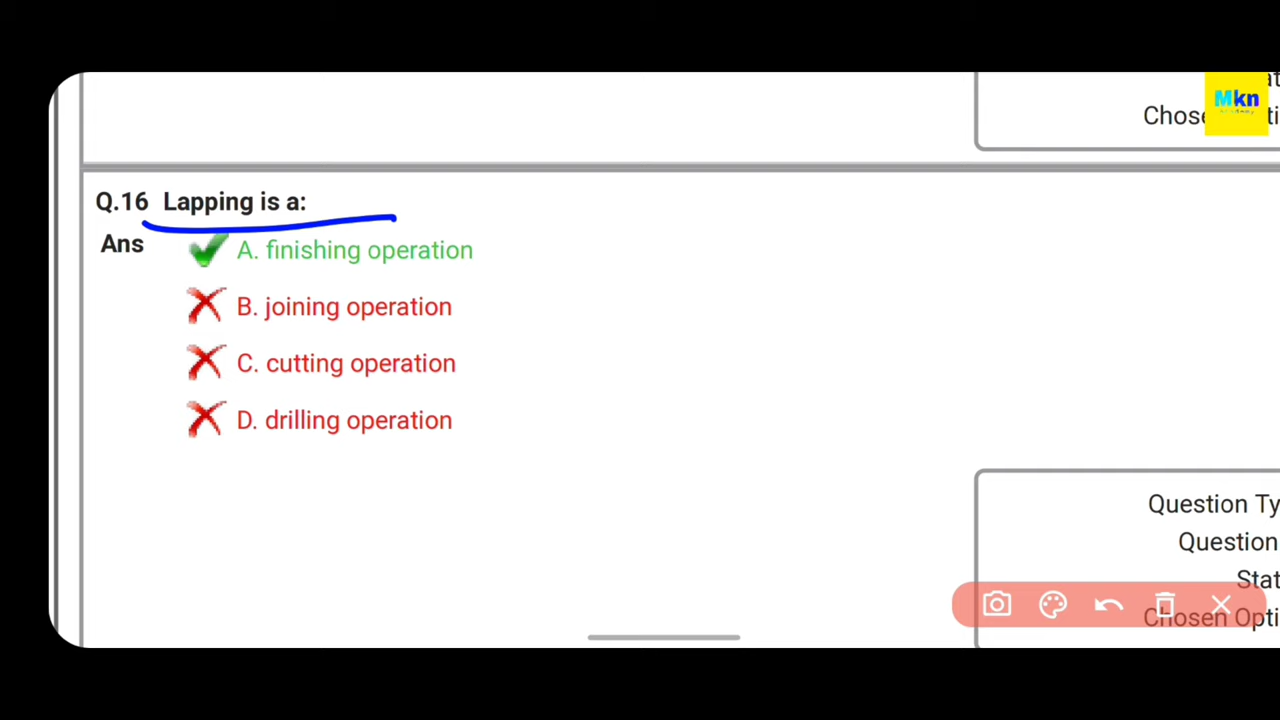 Mkn
Chose
Q.16 Lapping is a:
Ans
A. finishing operation
B. joining operation
C. cutting operation
D. drilling operation
Question Ty
Question
Stat
Chosen Opti